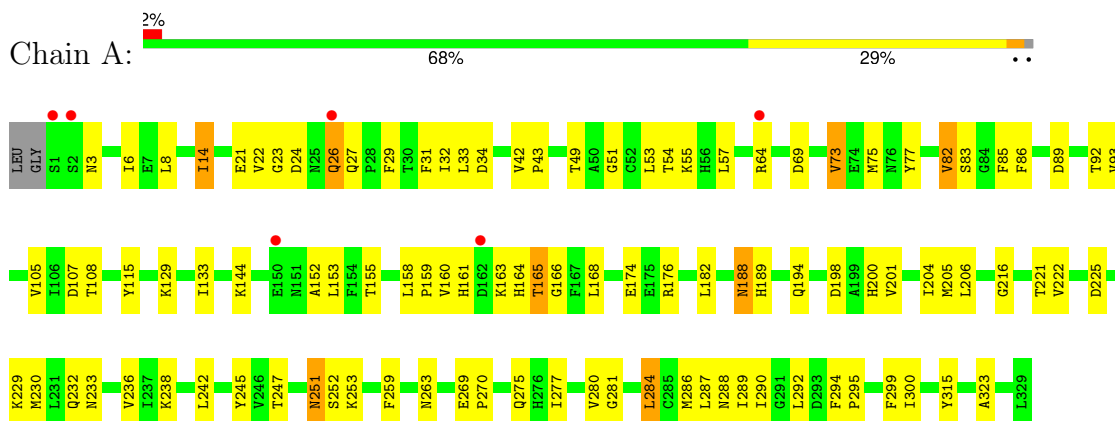 2%
Chain A:
68% 29% • •
LEU GLY S1 S2 N3 I6 E7 L8 I14 E21 V22 G23 D24 N25 Q26 Q27 P28 F29 T30 F31 I32 L33 D34 V42 P43 T49 A50 G51 C52 L53 T54 K55 H56 L57 R64 D69 V73 E74 M75 N76 Y77 V82 S83 G84 F85 F86 D89 T92 V93
V105 I106 D107 T108 Y115 K129 I133 K144 E150 N151 A152 L153 F154 T155 L158 P159 V160 H161 D162 K163 H164 T165 G166 F167 L168 E174 E175 R176 L182 N188 H189 Q194 D198 A199 H200 V201 I204 M205 L206 G216 T221 V222 D225
K229 M230 L231 Q232 N233 V236 I237 K238 L242 Y245 V246 T247 N251 S252 K253 F259 N263 E269 P270 Q275 H276 I277 V280 G281 L284 C285 M286 L287 N288 I289 I290 G291 L292 D293 F294 P295 F299 I300 Y315 A323 L329